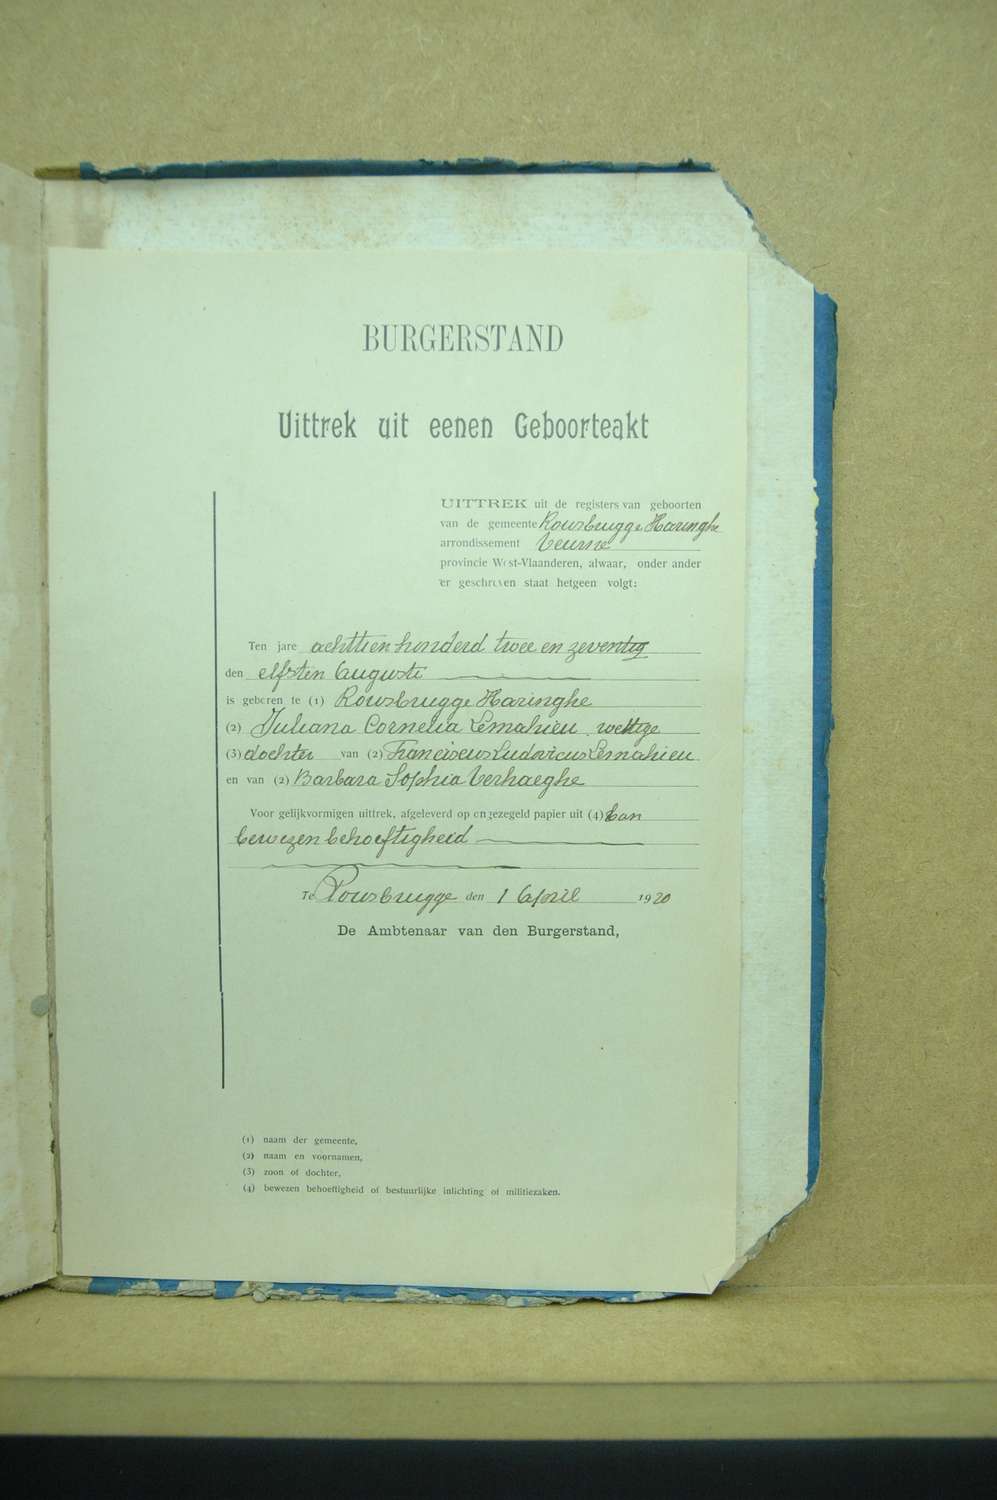 BURGERSTAND
Uittrek uit eenen Geboorteakt
UITTREK uit de registers van geboorten
van de gemeente Rousbrugge Haringhe
arrondissement Veurne
provincie West-Vlaanderen, alwaar, onder ander
er geschreven staat hetgeen volgt:
Ten jare achttien honderd twee en zeventig
den elfsten Augusti
is geboren te (1) Rousbrugge Haringhe
(2) Juliana Cornelia Lemahieu wettige
(3) dochter van (2) Franciscus Ludovicus Lemahieu
en van (2) Barbara Sophia Verhaeghe
Voor gelijkvormigen uittrek, afgeleverd op ongezegeld papier uit (4) van
bewezen behoeftigheid
Te Rousbrugge den 1 April 1920
De Ambtenaar van den Burgerstand,
(1) naam der gemeente,
(2) naam en voornamen,
(3) zoon of dochter,
(4) bewezen behoeftigheid of bestuurlijke inlichting of militiezaken.